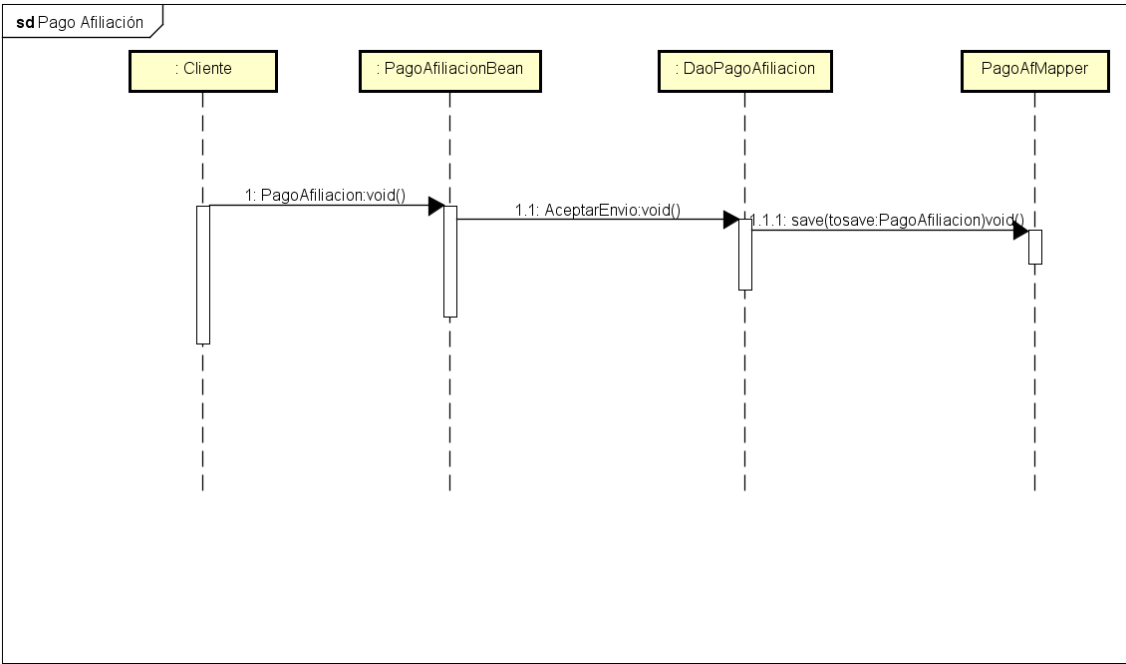 sd Pago Afiliación
: Cliente
: PagoAfiliacionBean
: DaoPagoAfiliacion
PagoAfMapper
1: PagoAfiliacion:void()
1.1: AceptarEnvio:void()
1.1.1: save(tosave:PagoAfiliacion)void()